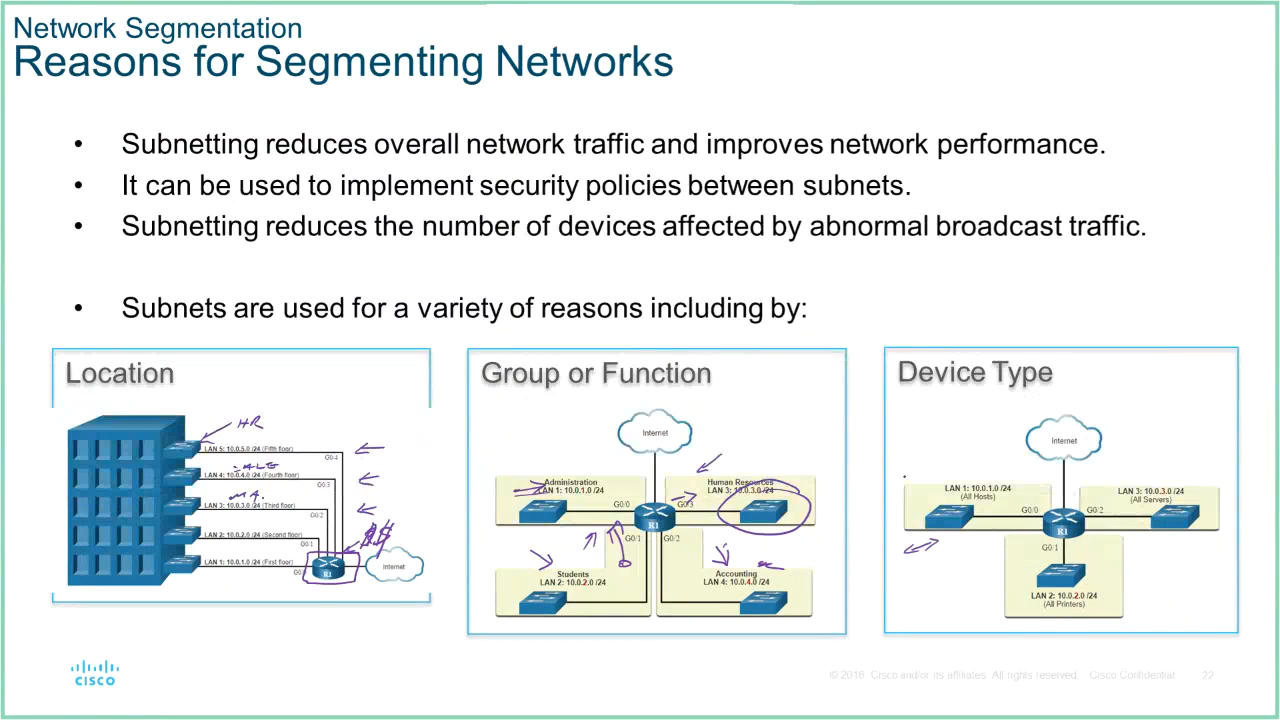 Network Segmentation
Reasons for Segmenting Networks
• Subnetting reduces overall network traffic and improves network performance.
• It can be used to implement security policies between subnets.
• Subnetting reduces the number of devices affected by abnormal broadcast traffic.
• Subnets are used for a variety of reasons including by:
Location
HR
LAN 5: 10.0.5.0 /24 (Fifth floor)
G0/4
LAN 4: 10.0.4.0 /24 (Fourth floor)
G0/3
LAN 3: 10.0.3.0 /24 (Third floor)
G0/2
LAN 2: 10.0.2.0 /24 (Second floor)
G0/1
LAN 1: 10.0.1.0 /24 (First floor)
R1
Internet
Group or Function
Internet
Administration
LAN 1: 10.0.1.0 /24
Human Resources
LAN 3: 10.0.3.0 /24
G0/0
G0/3
R1
G0/1
G0/2
Students
LAN 2: 10.0.2.0 /24
Accounting
LAN 4: 10.0.4.0 /24
Device Type
Internet
LAN 1: 10.0.1.0 /24
(All Hosts)
LAN 3: 10.0.3.0 /24
(All Servers)
G0/0
G0/2
R1
G0/1
LAN 2: 10.0.2.0 /24
(All Printers)
CISCO
© 2016 Cisco and/or its affiliates. All rights reserved. Cisco Confidential 22